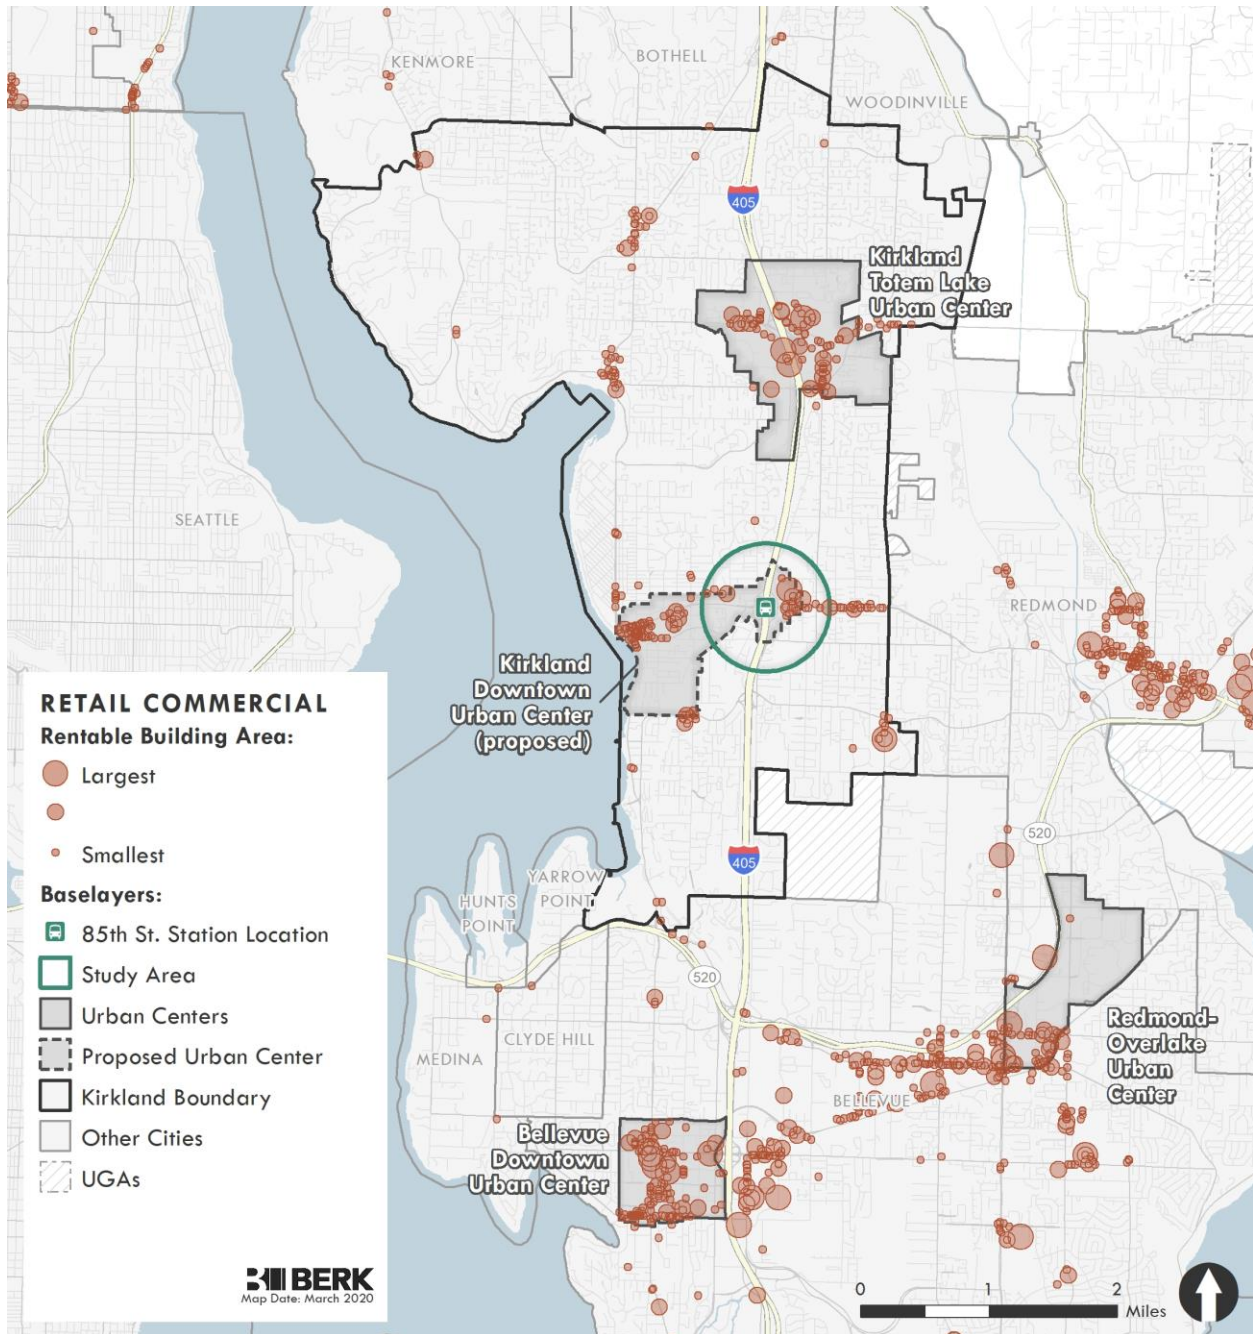 KENMORE
BOTHELL
WOODINVILLE
405
Kirkland
Totem Lake
Urban Center
SEATTLE
REDMOND
Kirkland
Downtown
Urban Center
(proposed)
RETAIL COMMERCIAL
Rentable Building Area:
Largest
Smallest
Baselayers:
85th St. Station Location
Study Area
Urban Centers
Proposed Urban Center
Kirkland Boundary
Other Cities
UGAs
BERK
Map Date: March 2020
520
405
YARROW
POINT
HUNTS
POINT
520
CLYDE HILL
MEDINA
Redmond-
Overlake
Urban
Center
BELLEVUE
Bellevue
Downtown
Urban Center
0 1 2
Miles